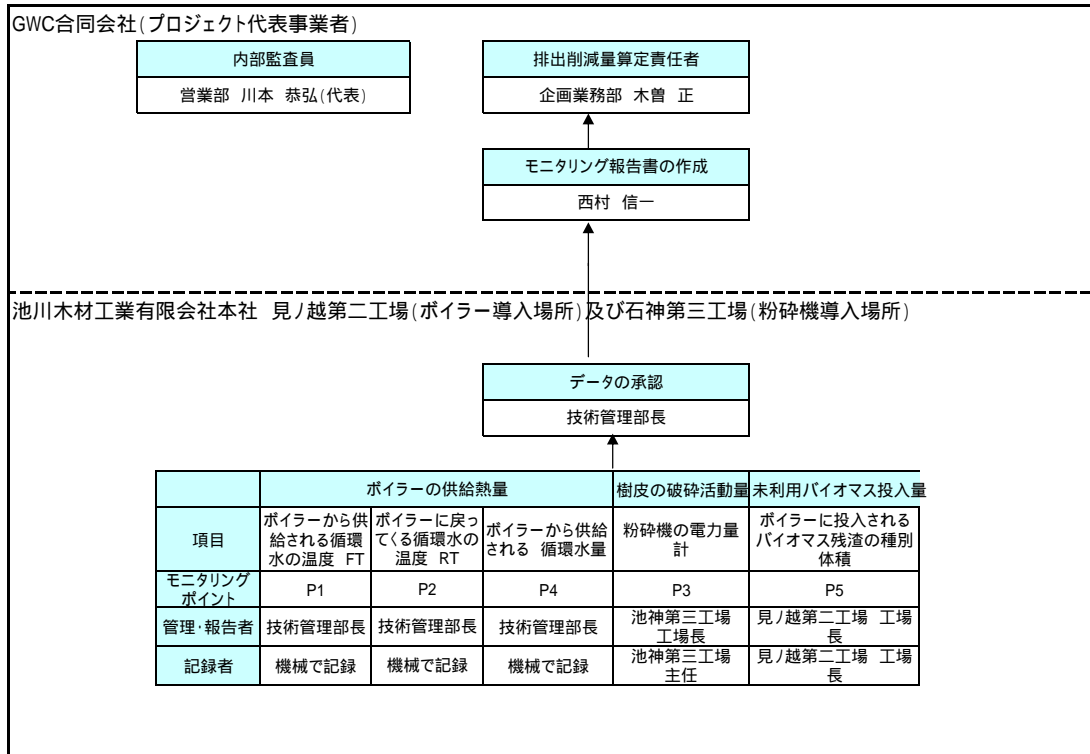 GWC合同会社(プロジェクト代表事業者)
内部監査員
営業部 川本 恭弘(代表)
排出削減量算定責任者
企画業務部 木曽 正
モニタリング報告書の作成
西村 信一
池川木材工業有限会社本社 見ノ越第二工場(ボイラー導入場所)及び石神第三工場(粉砕機導入場所)
データの承認
技術管理部長
ボイラーの供給熱量
樹皮の破砕活動量
未利用バイオマス投入量
項目
ボイラーから供
給される循環
水の温度 FT
ボイラーに戻っ
てくる循環水の
温度 RT
ボイラーから供給
される 循環水量
粉砕機の電力量
計
ボイラーに投入される
バイオマス残渣の種別
体積
モニタリング
ポイント
P1
P2
P4
P3
P5
管理・報告者
技術管理部長
技術管理部長
技術管理部長
池神第三工場
工場長
見ノ越第二工場 工場
長
記録者
機械で記録
機械で記録
機械で記録
池神第三工場
主任
見ノ越第二工場 工場
長